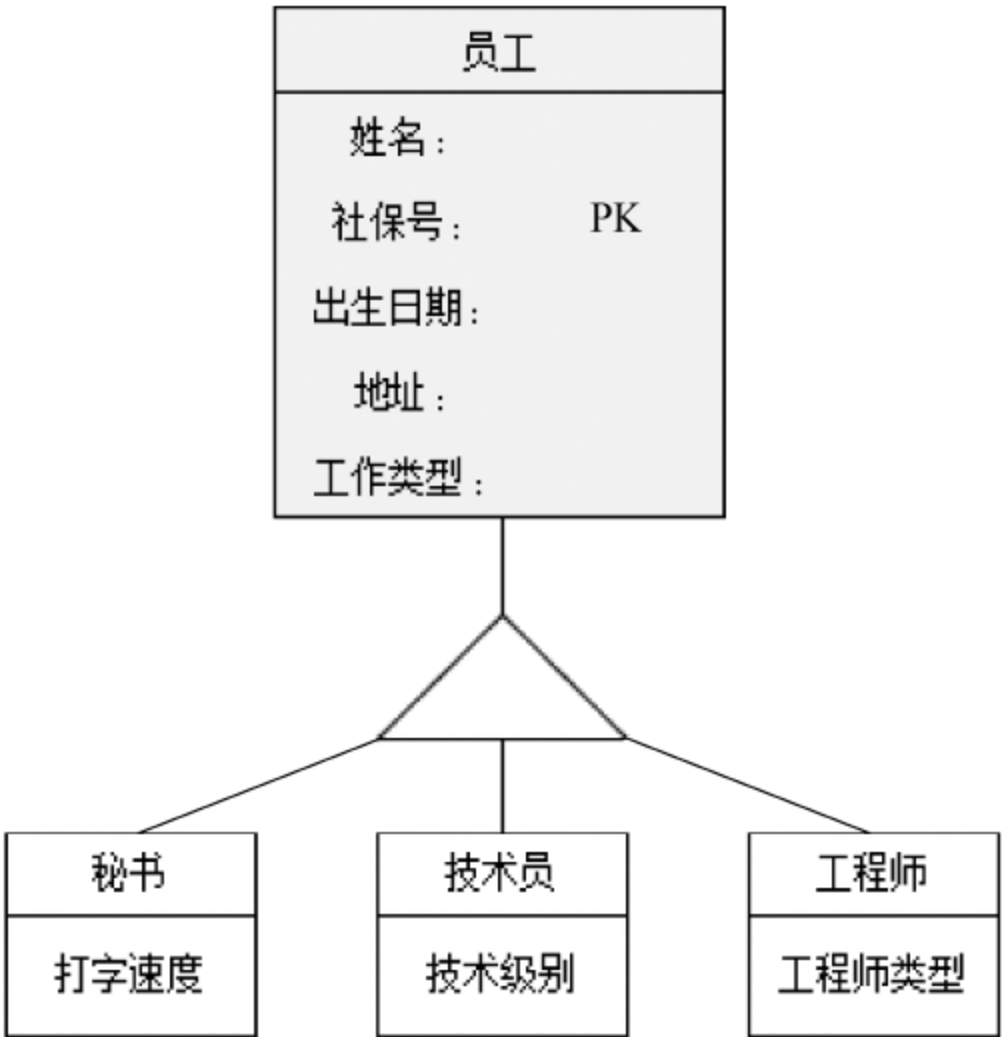 员工
姓名：
社保号： PK
出生日期：
地址：
工作类型：
秘书 技术员 工程师
打字速度 技术级别 工程师类型